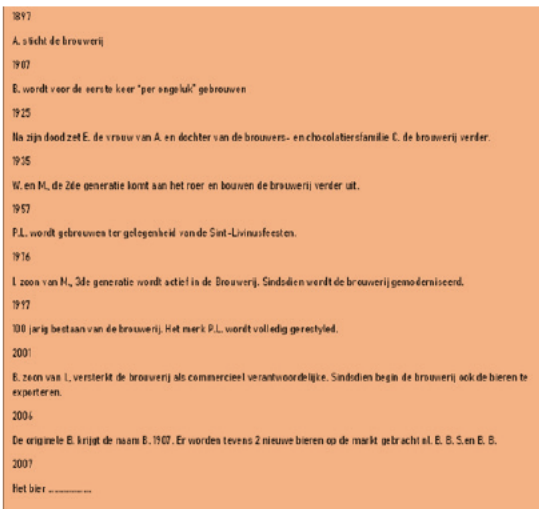 1897
A. sticht de brouwerij
1907
B. wordt voor de eerste keer "per ongeluk" gebrouwen
1925
Na zijn dood zet E. de vrouw van A. en dochter van de brouwers- en chocolatiersfamilie C. de brouwerij verder.
1935
W. en M., de 2de generatie komt aan het roer en bouwen de brouwerij verder uit.
1957
P.L. wordt gebrouwen ter gelegenheid van de Sint-Livinusfeesten.
1976
I. zoon van M., 3de generatie wordt actief in de Brouwerij. Sindsdien wordt de brouwerij gemoderniseerd.
1997
100 jarig bestaan van de brouwerij. Het merk P.L. wordt volledig gerestyled.
2001
B. zoon van I., versterkt de brouwerij als commercieel verantwoordelijke. Sindsdien begin de brouwerij ook de bieren te
exporteren.
2006
De originele B. krijgt de naam B. 1907. Er worden tevens 2 nieuwe bieren op de markt gebracht nl. E. B. S. en B. B.
2007
Het bier ................